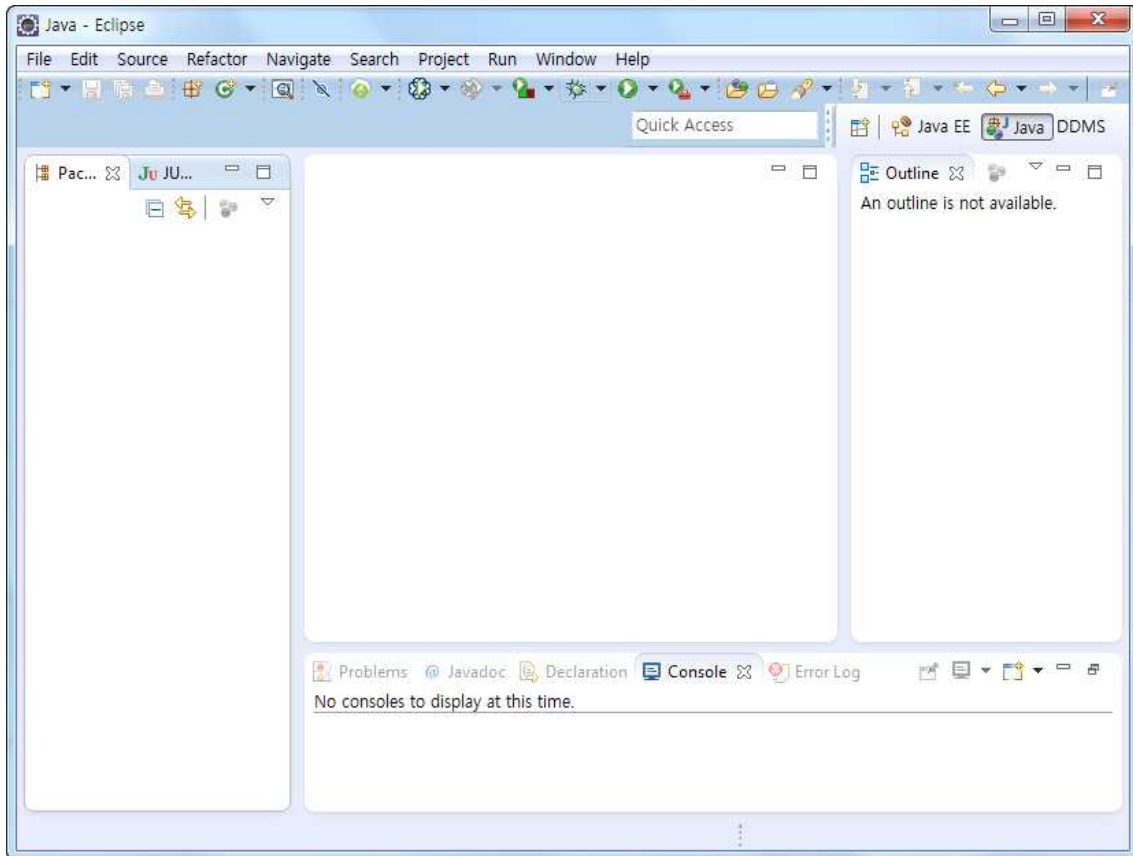 Java - Eclipse
File Edit Source Refactor Navigate Search Project Run Window Help
Quick Access
Java EE Java DDMS
Pac... Ju JU...
Outline
An outline is not available.
Problems @ Javadoc Declaration Console Error Log
No consoles to display at this time.